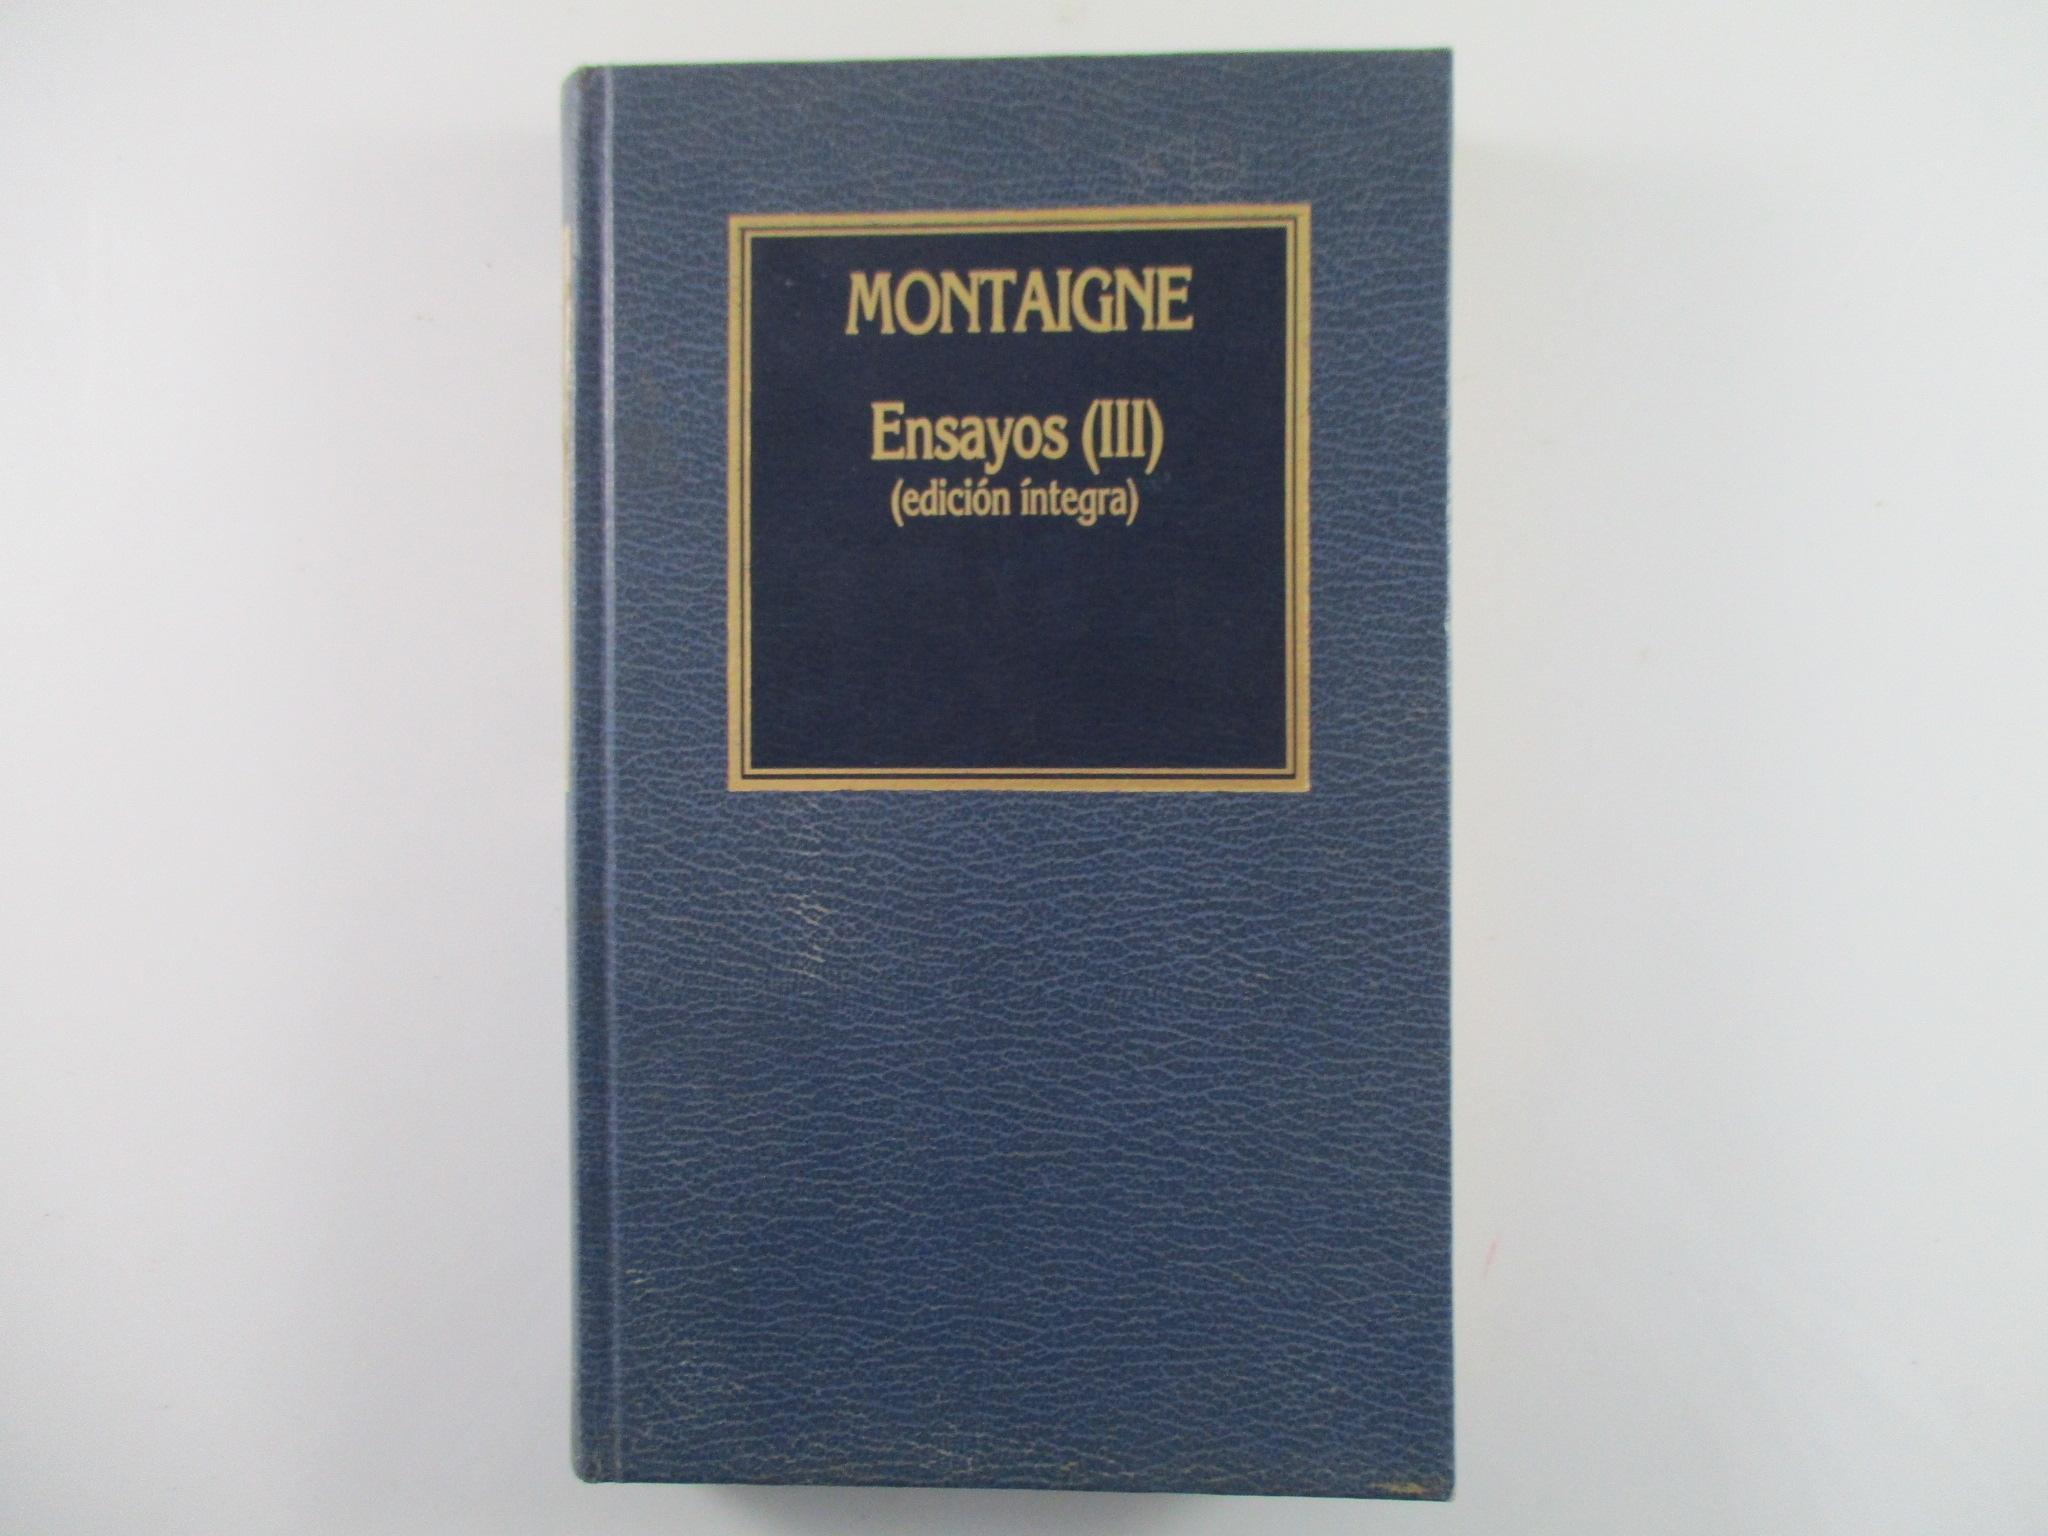 MONTAIGNE
Ensayos (III)
(edición íntegra)